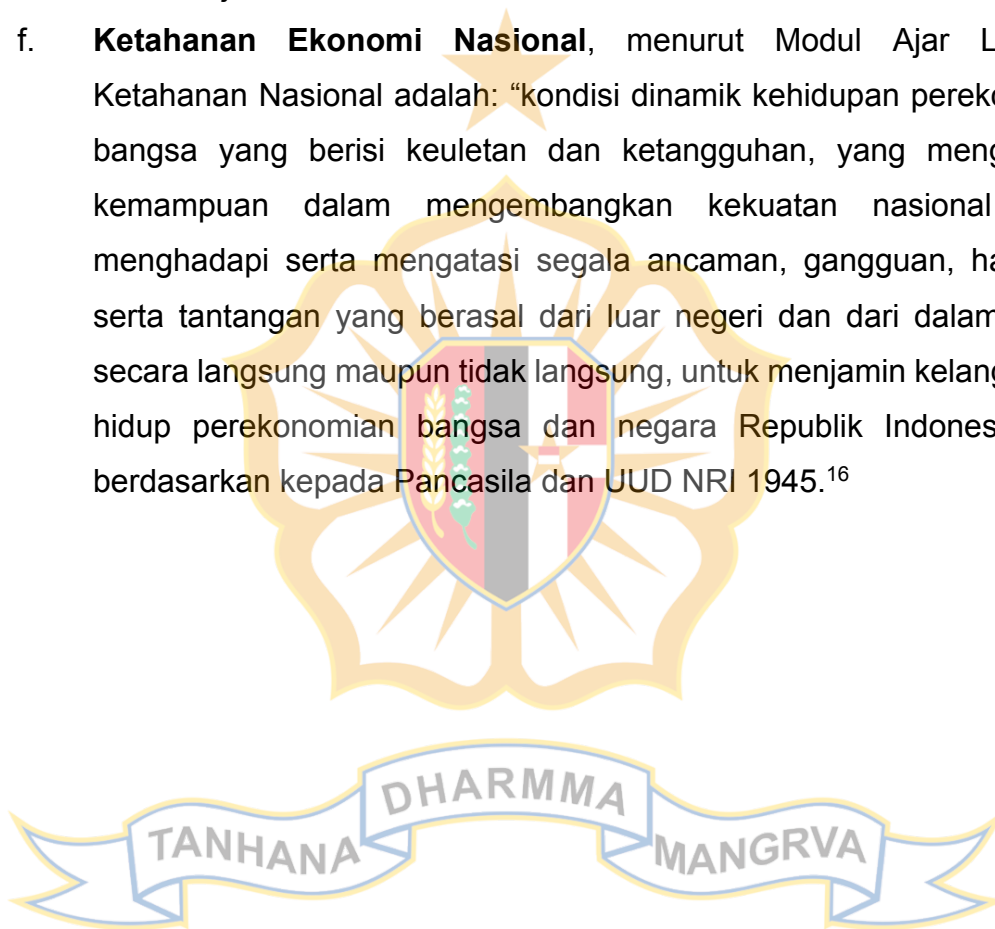 f. Ketahanan Ekonomi Nasional, menurut Modul Ajar L
Ketahanan Nasional adalah: “kondisi dinamik kehidupan pereko
bangsa yang berisi keuletan dan ketangguhan, yang meng
kemampuan dalam mengembangkan kekuatan nasional
menghadapi serta mengatasi segala ancaman, gangguan, ha
serta tantangan yang berasal dari luar negeri dan dari dalam
secara langsung maupun tidak langsung, untuk menjamin kelang
hidup perekonomian bangsa dan negara Republik Indones
berdasarkan kepada Pancasila dan UUD NRI 1945.16
TANHANA DHARMMA MANGRVA